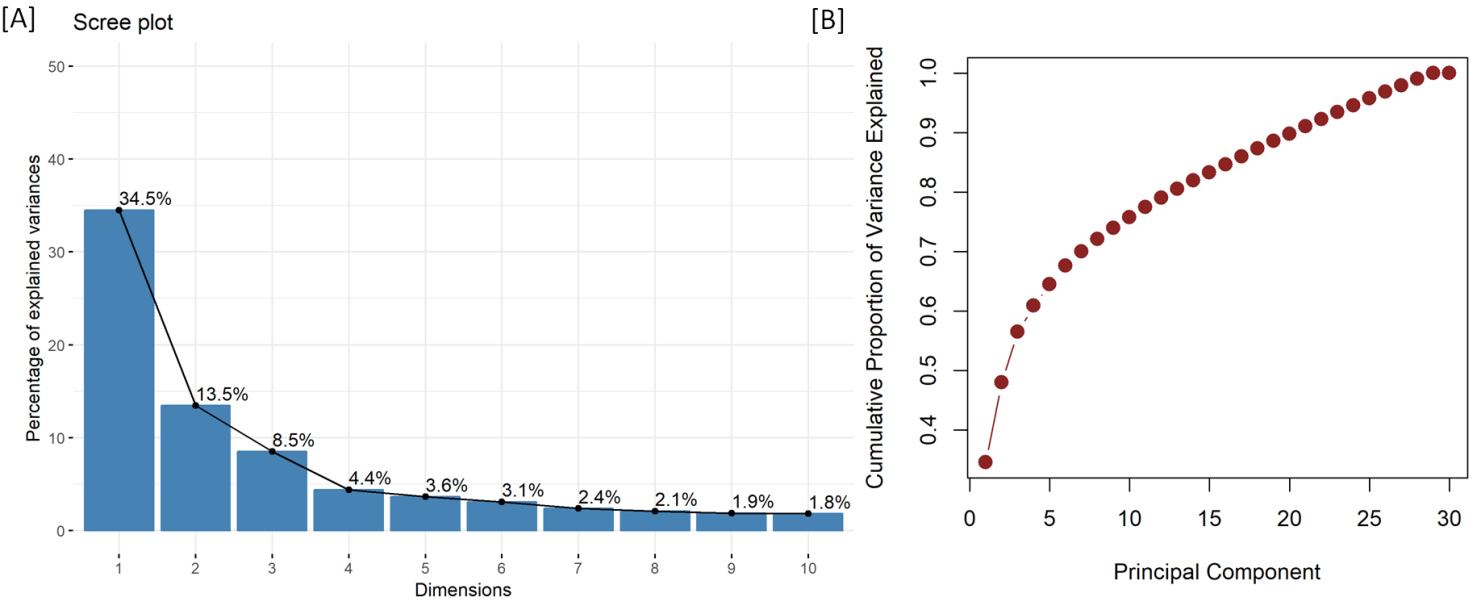 [A]
Scree plot
Percentage of explained variances
50
40
30
20
10
0
34.5%
13.5%
8.5%
4.4%
3.6%
3.1%
2.4%
2.1%
1.9%
1.8%
1 2 3 4 5 6 7 8 9 10
Dimensions
[B]
Cumulative Proportion of Variance Explained
1.0
0.9
0.8
0.7
0.6
0.5
0.4
0 5 10 15 20 25 30
Principal Component